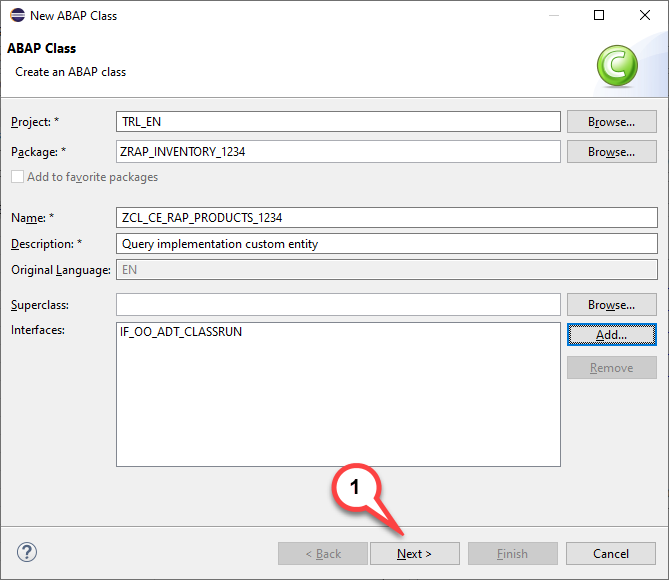 New ABAP Class
ABAP Class
Create an ABAP class
C
Project: * TRL_EN Browse...
Package: * ZRAP_INVENTORY_1234 Browse...
Add to favorite packages
Name: * ZCL_CE_RAP_PRODUCTS_1234
Description: * Query implementation custom entity
Original Language: EN
Superclass: Browse...
Interfaces: IF_OO_ADT_CLASSRUN Add...
Remove
1
? < Back Next > Finish Cancel